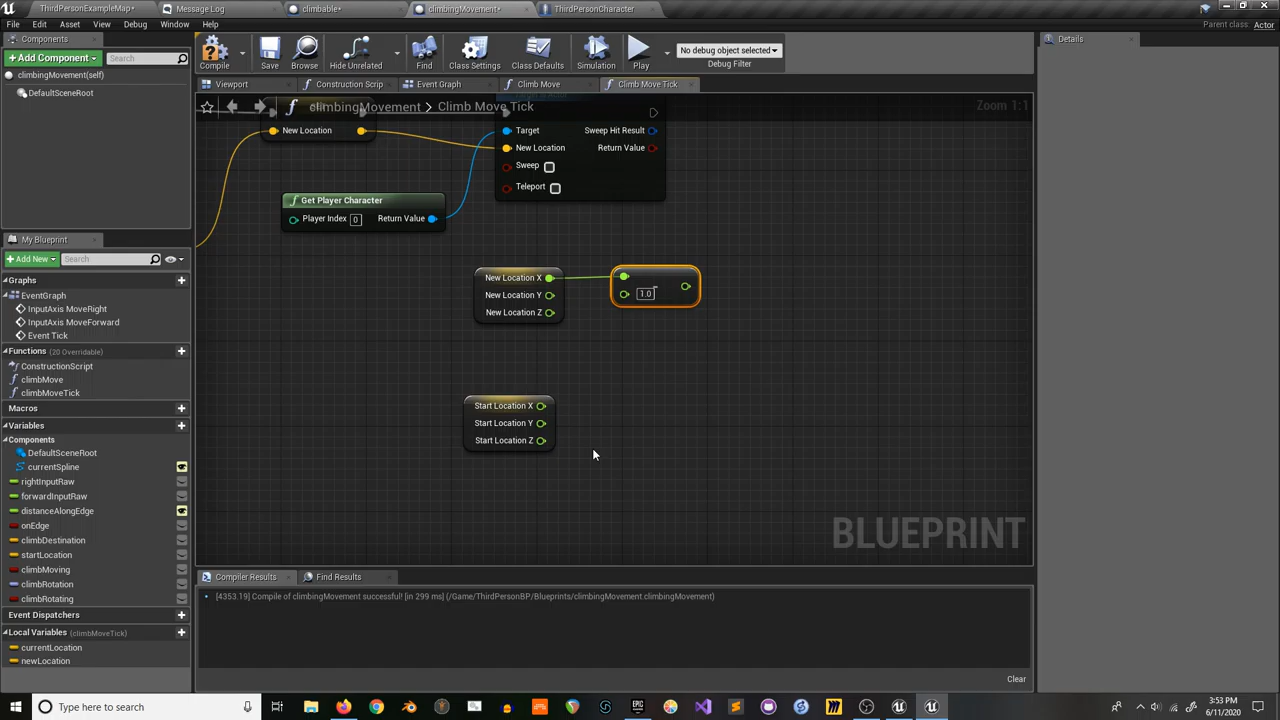 ThirdPersonExampleMap*
Message Log
climbable*
climbingMovement*
ThirdPersonCharacter
File
Edit
Asset
View
Debug
Window
Help
Parent class: Actor
Components
+ Add Component
Search
climbingMovement(self)
DefaultSceneRoot
Compile
Save
Browse
Hide Unrelated
Find
Class Settings
Class Defaults
Simulation
Play
No debug object selected
Debug Filter
Details
Viewport
Construction Scrip
Event Graph
Climb Move
Climb Move Tick
climbingMovement > Climb Move Tick
Zoom 1:1
New Location
Target
Sweep Hit Result
New Location
Return Value
Sweep
Teleport
Get Player Character
Player Index 0
Return Value
New Location X
New Location Y
New Location Z
1.0
Start Location X
Start Location Y
Start Location Z
BLUEPRINT
My Blueprint
+ Add New
Search
Graphs
EventGraph
InputAxis MoveRight
InputAxis MoveForward
Event Tick
Functions (20 Overridable)
ConstructionScript
climbMove
climbMoveTick
Macros
Variables
Components
DefaultSceneRoot
currentSpline
rightInputRaw
forwardInputRaw
distanceAlongEdge
onEdge
climbDestination
startLocation
climbMoving
climbRotation
climbRotating
Event Dispatchers
Local Variables (climbMoveTick)
currentLocation
newLocation
Compiler Results
Find Results
[4353.19] Compile of climbingMovement successful! [in 299 ms] (/Game/ThirdPersonBP/Blueprints/climbingMovement.climbingMovement)
Clear
Type here to search
3:53 PM
6/11/2020